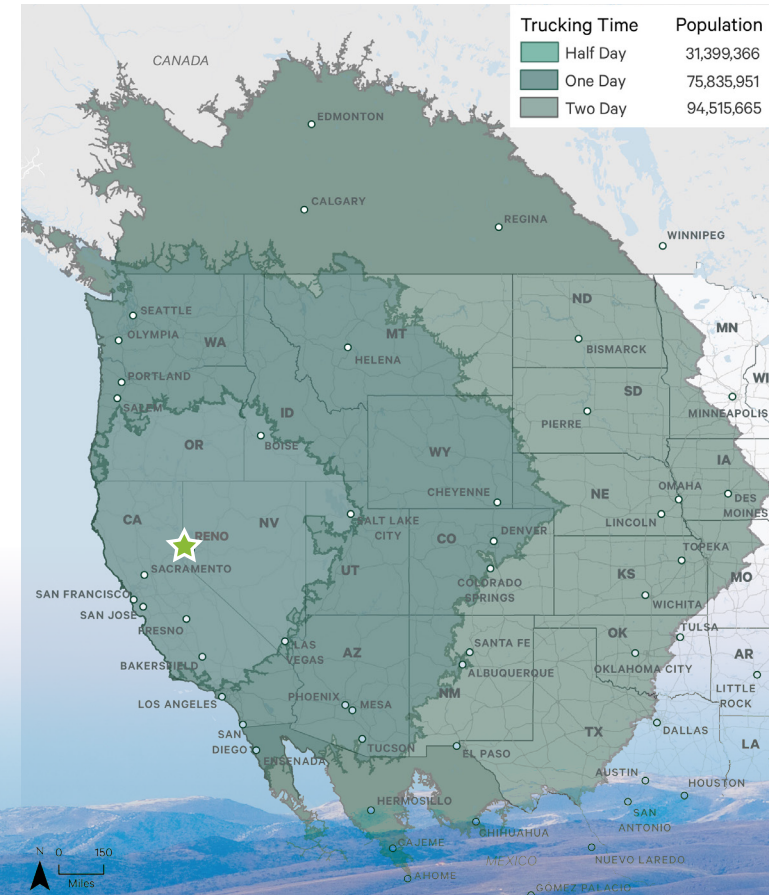 Trucking Time Population
Half Day 31,399,366
One Day 75,835,951
Two Day 94,515,665
CANADA
EDMONTON
CALGARY
REGINA
WINNIPEG
SEATTLE
OLYMPIA
WA
PORTLAND
SALEM
MT
HELENA
ND
BISMARCK
MN
WI
SD
PIERRE
MINNEAPOLIS
ID
OR
BOISE
WY
CHEYENNE
IA
NE
OMAHA
DES
MOINES
LINCOLN
CA
NV
RENO
SALT LAKE
CITY
CO
DENVER
SACRAMENTO
UT
COLORADO
SPRINGS
KS
TOPEKA
MO
WICHITA
SAN FRANCISCO
SAN JOSE
FRESNO
LAS
VEGAS
BAKERSFIELD
AZ
SANTA FE
ALBUQUERQUE
NM
OK
OKLAHOMA CITY
TULSA
AR
LITTLE
ROCK
LOS ANGELES
PHOENIX
MESA
TUCSON
SAN
DIEGO
ENSENADA
EL PASO
TX
DALLAS
LA
AUSTIN
HOUSTON
SAN
ANTONIO
HERMOSILLO
CHIHUAHUA
CAJEME
MEXICO
NUEVO LAREDO
AHOME
GÓMEZ PALACIO
N
0 150
Miles